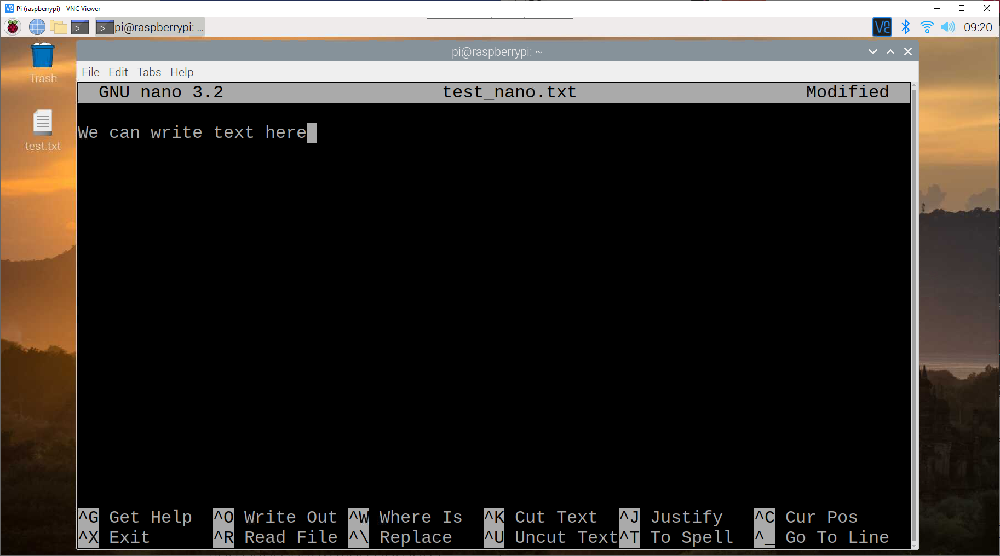 Pi (raspberrypi) - VNC Viewer
pi@raspberrypi: ...
09:20
Trash
test.txt
pi@raspberrypi: ~
File Edit Tabs Help
GNU nano 3.2 test_nano.txt Modified
We can write text here
^G Get Help ^O Write Out ^W Where Is ^K Cut Text ^J Justify ^C Cur Pos
^X Exit ^R Read File ^\ Replace ^U Uncut Text ^T To Spell ^_ Go To Line